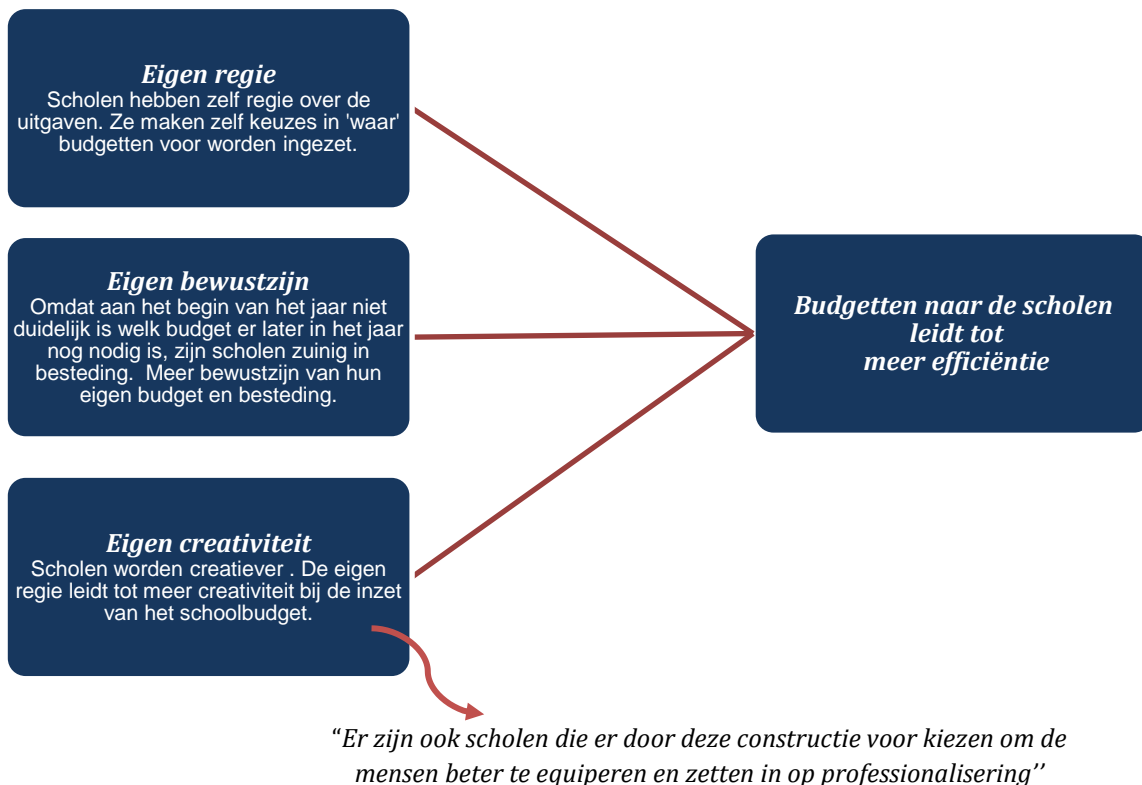 Eigen regie
Scholen hebben zelf regie over de
uitgaven. Ze maken zelf keuzes in 'waar'
budgetten voor worden ingezet.
Eigen bewustzijn
Omdat aan het begin van het jaar niet
duidelijk is welk budget er later in het jaar
nog nodig is, zijn scholen zuinig in
besteding.  Meer bewustzijn van hun
eigen budget en besteding.
Eigen creativiteit
Scholen worden creatiever . De eigen
regie leidt tot meer creativiteit bij de inzet
van het schoolbudget.
Budgetten naar de scholen
leidt tot
meer efficiëntie
“Er zijn ook scholen die er door deze constructie voor kiezen om de
mensen beter te equiperen en zetten in op professionalisering’’